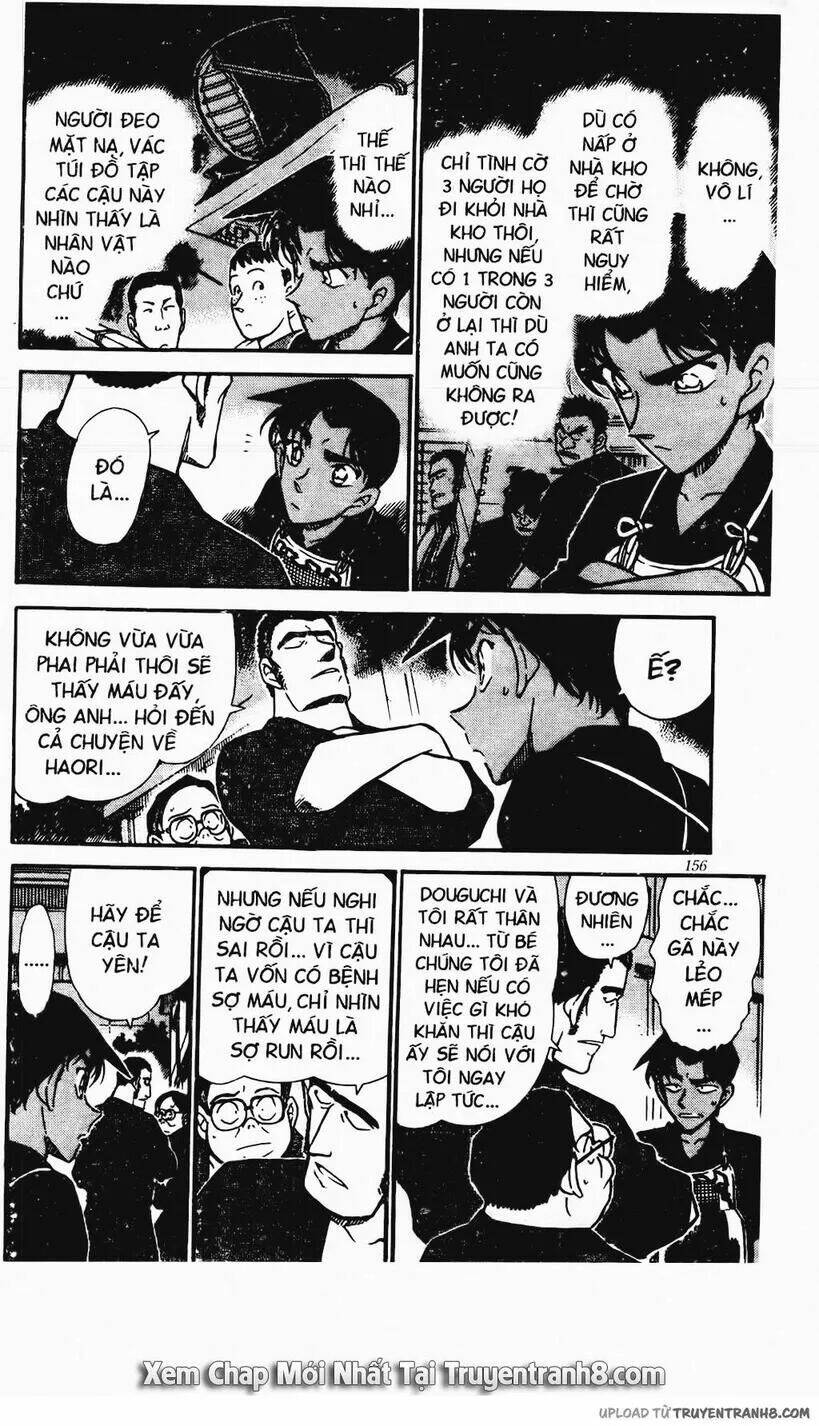 KHÔNG,
VÔ LÍ
...
DÙ CÓ
NẤP Ở
NHÀ KHO
ĐỂ CHỜ
THÌ CŨNG
RẤT
NGUY
HIỂM,
CHỈ TÌNH CỜ
3 NGƯỜI HỌ
ĐI KHỎI NHÀ
KHO THÔI,
NHƯNG NẾU
CÓ 1 TRONG 3
NGƯỜI CÒN
Ở LẠI THÌ DÙ
ANH TA CÓ
MUỐN CŨNG
KHÔNG RA
ĐƯỢC!
THẾ
THÌ THẾ
NÀO
NHỈ...
NGƯỜI ĐEO
MẶT NẠ, VÁC
TÚI ĐỒ TẬP
CÁC CẬU NÀY
NHÌN THẤY LÀ
NHÂN VẬT
NÀO
CHỨ
...
ĐÓ
LÀ...
Ế?
KHÔNG VỪA VỪA
PHAI PHẢI THÔI SẼ
THẤY MÁU ĐẤY,
ÔNG ANH... HỎI ĐẾN
CẢ CHUYỆN VỀ
HAORI...
156
CHẮC...
CHẮC
GÃ NÀY
LẺO
MÉP
...
ĐƯƠNG
NHIÊN
...
DOUGUCHI VÀ
TÔI RẤT THÂN
NHAU... TỪ BÉ
CHÚNG TÔI ĐÃ
HẸN NẾU CÓ
VIỆC GÌ KHÓ
KHĂN THÌ CẬU
ẤY SẼ NÓI VỚI
TÔI NGAY
LẬP TỨC...
NHƯNG NẾU NGHI
NGỜ CẬU TA THÌ
SAI RỒI... VÌ CẬU
TA VỐN CÓ BỆNH
SỢ MÁU, CHỈ NHÌN
THẤY MÁU LÀ
SỢ RUN RỒI...
HÃY ĐỂ
CẬU TA
YÊN!
.....
Xem Chap Mới Nhất Tại Truyentranh8.com
UPLOAD TỪ TRUYENTRANH8.COM